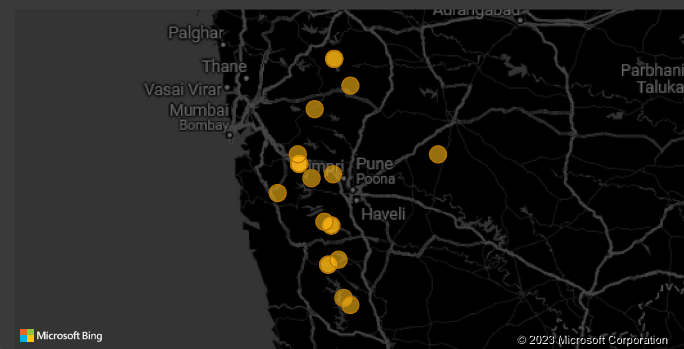 Aurangabad
Palghar
Thane
Parbhani
Taluka
Vasai Virar
Mumbai
Bombay
Pune
Poona
Haveli
Microsoft Bing
© 2023 Microsoft Corporation